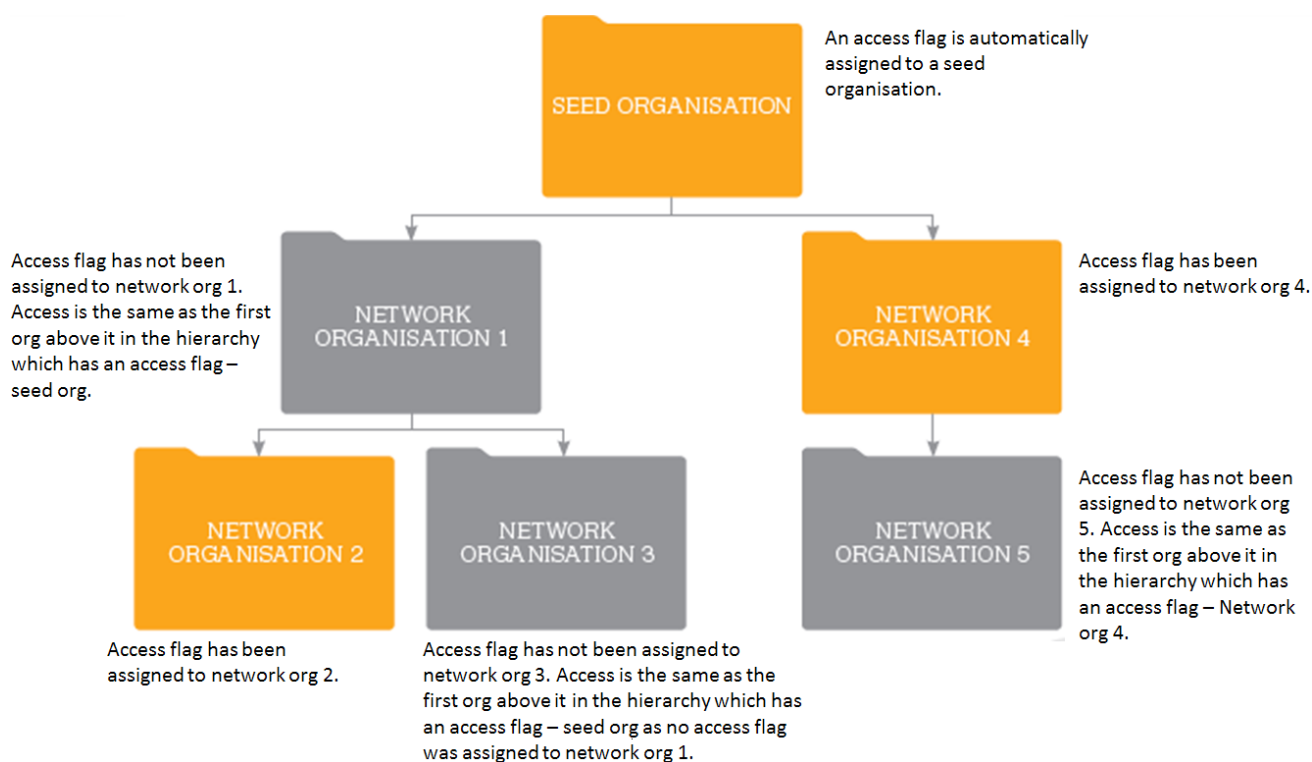 SEED ORGANISATION
An access flag is automatically
assigned to a seed
organisation.
Access flag has not been
assigned to network org 1.
Access is the same as the first
org above it in the hierarchy
which has an access flag –
seed org.
NETWORK
ORGANISATION 1
NETWORK
ORGANISATION 4
Access flag has been
assigned to network org 4.
NETWORK
ORGANISATION 2
NETWORK
ORGANISATION 3
NETWORK
ORGANISATION 5
Access flag has not been
assigned to network org
5. Access is the same as
the first org above it in
the hierarchy which has
an access flag – Network
org 4.
Access flag has been
assigned to network org 2.
Access flag has not been assigned to
network org 3. Access is the same as the
first org above it in the hierarchy which has
an access flag – seed org as no access flag
was assigned to network org 1.